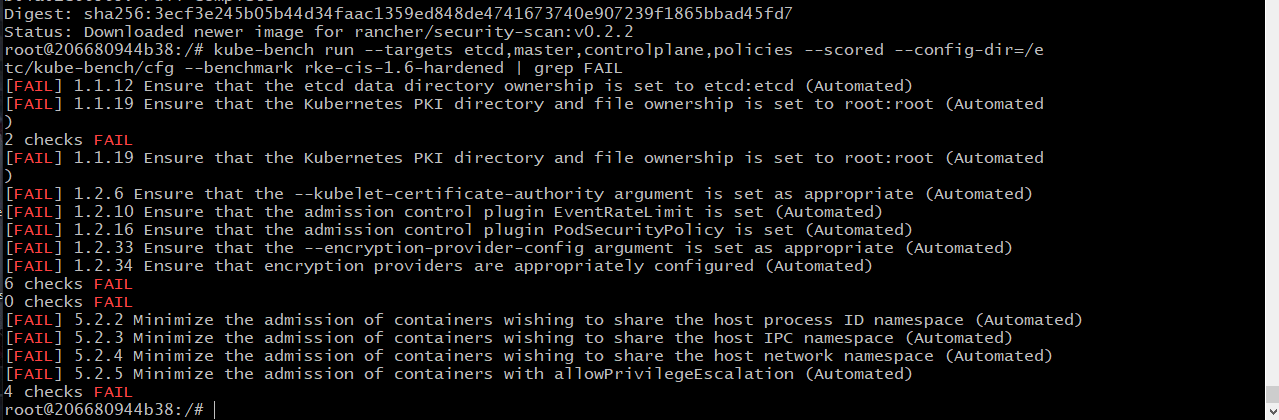 Digest: sha256:3ecf3e245b05b44d34faac1359ed848de4741673740e907239f1865bbad45fd7
Status: Downloaded newer image for rancher/security-scan:v0.2.2
root@206680944b38:/# kube-bench run --targets etcd,master,controlplane,policies --scored --config-dir=/e
tc/kube-bench/cfg --benchmark rke-cis-1.6-hardened | grep FAIL
[FAIL] 1.1.12 Ensure that the etcd data directory ownership is set to etcd:etcd (Automated)
[FAIL] 1.1.19 Ensure that the Kubernetes PKI directory and file ownership is set to root:root (Automated
)
2 checks FAIL
[FAIL] 1.1.19 Ensure that the Kubernetes PKI directory and file ownership is set to root:root (Automated
)
[FAIL] 1.2.6 Ensure that the --kubelet-certificate-authority argument is set as appropriate (Automated)
[FAIL] 1.2.10 Ensure that the admission control plugin EventRateLimit is set (Automated)
[FAIL] 1.2.16 Ensure that the admission control plugin PodSecurityPolicy is set (Automated)
[FAIL] 1.2.33 Ensure that the --encryption-provider-config argument is set as appropriate (Automated)
[FAIL] 1.2.34 Ensure that encryption providers are appropriately configured (Automated)
6 checks FAIL
0 checks FAIL
[FAIL] 5.2.2 Minimize the admission of containers wishing to share the host process ID namespace (Automated)
[FAIL] 5.2.3 Minimize the admission of containers wishing to share the host IPC namespace (Automated)
[FAIL] 5.2.4 Minimize the admission of containers wishing to share the host network namespace (Automated)
[FAIL] 5.2.5 Minimize the admission of containers with allowPrivilegeEscalation (Automated)
4 checks FAIL
root@206680944b38:/#